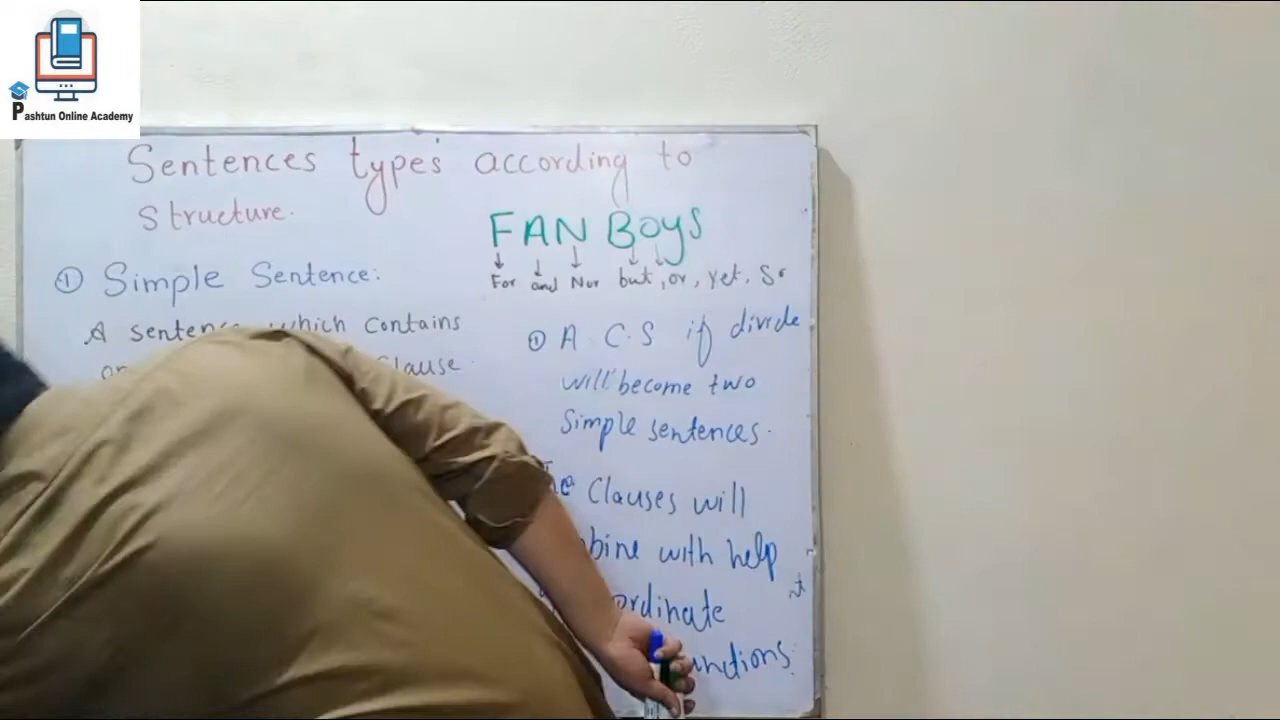 Pashtun Online Academy
Sentences types according to
Structure.
① Simple Sentence:
A sentence which contains
Clause
FAN Boys
For and Nor but, or, yet, So
① A.C.S if divide
will become two
Simple sentences.
Clauses will
with help